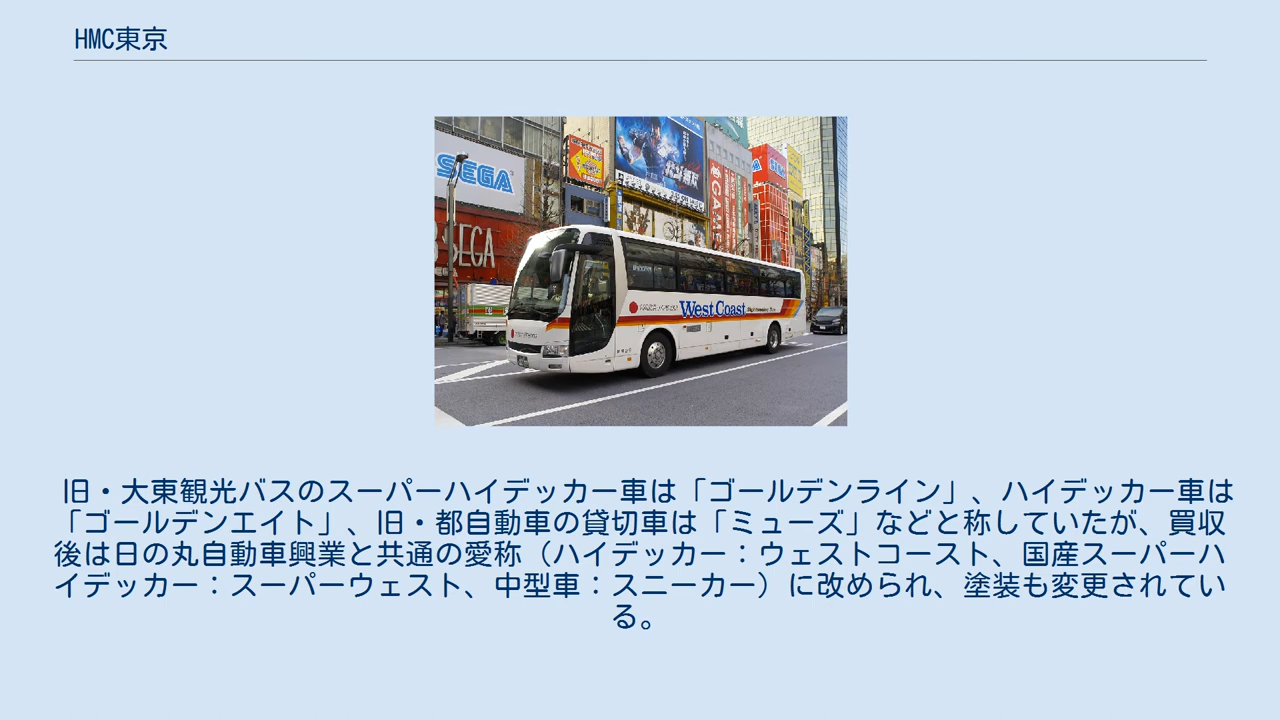 HMC東京
SEGA
SEGA
West Coast
旧・大東観光バスのスーパーハイデッカー車は「ゴールデンライン」、ハイデッカー車は
「ゴールデンエイト」、旧・都自動車の貸切車は「ミューズ」などと称していたが、買収
後は日の丸自動車興業と共通の愛称（ハイデッカー：ウェストコースト、国産スーパーハ
イデッカー：スーパーウェスト、中型車：スニーカー）に改められ、塗装も変更されてい
る。